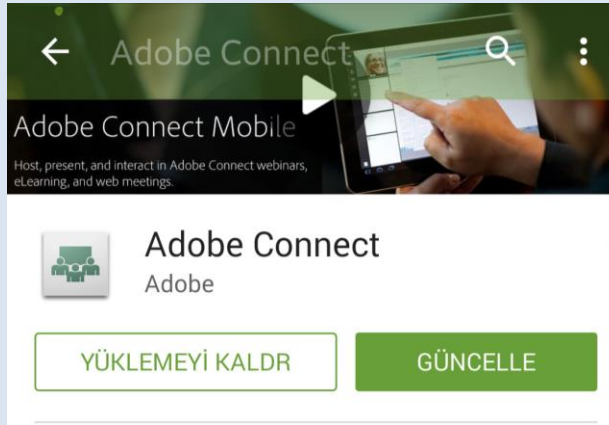 Adobe Connect
Adobe Connect Mobile
Host, present, and interact in Adobe Connect webinars,
eLearning, and web meetings.
Adobe Connect
Adobe
YÜKLEMEYİ KALDR
GÜNCELLE